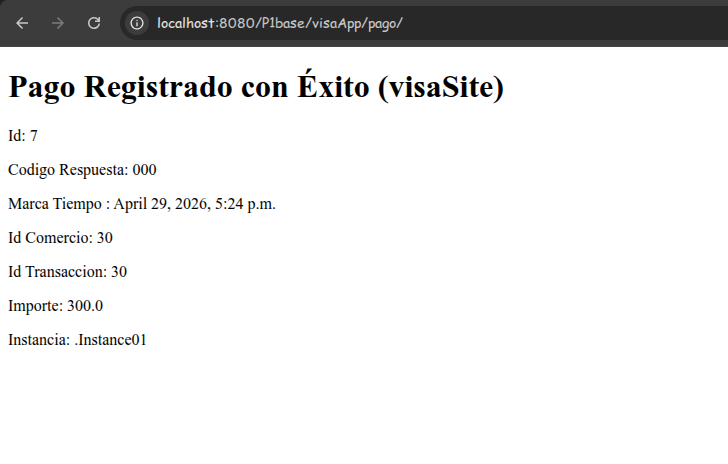 localhost:8080/P1base/visaApp/pago/
Pago Registrado con Éxito (visaSite)
Id: 7
Codigo Respuesta: 000
Marca Tiempo : April 29, 2026, 5:24 p.m.
Id Comercio: 30
Id Transaccion: 30
Importe: 300.0
Instancia: .Instance01